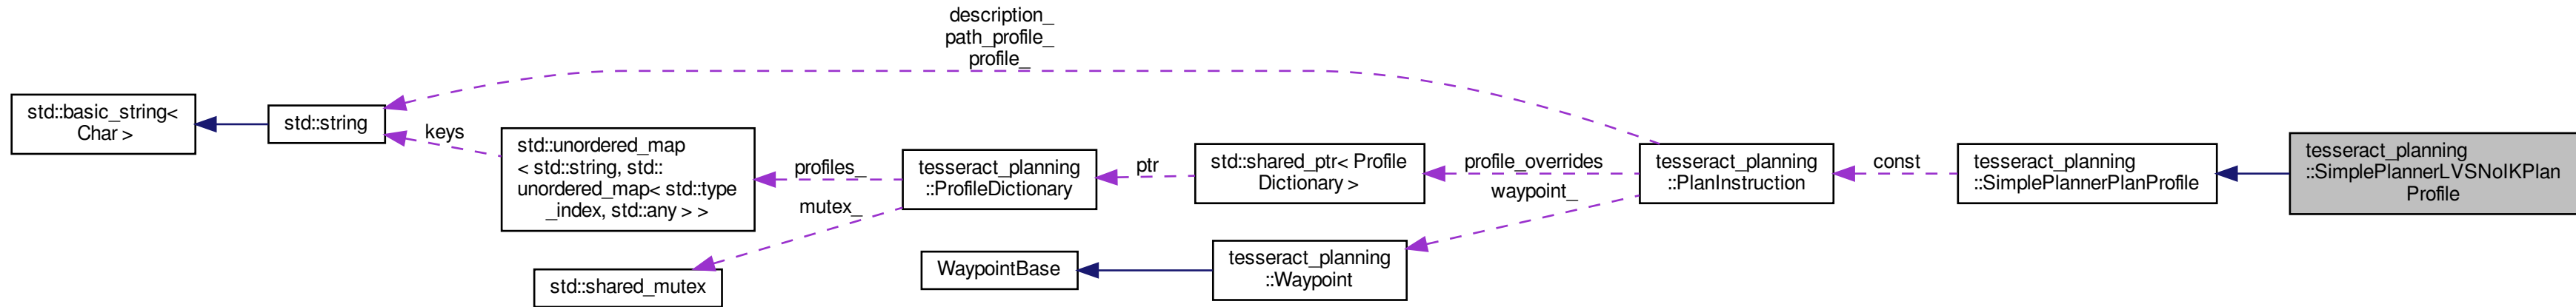 description_
path_profile_
profile_
std::basic_string<
Char >
std::string
keys
std::unordered_map
< std::string, std::
unordered_map< std::type
_index, std::any > >
profiles_
mutex_
std::shared_mutex
tesseract_planning
::ProfileDictionary
ptr
std::shared_ptr< Profile
Dictionary >
profile_overrides
waypoint_
WaypointBase
tesseract_planning
::Waypoint
tesseract_planning
::PlanInstruction
const
tesseract_planning
::SimplePlannerPlanProfile
tesseract_planning
::SimplePlannerLVSNoIKPlan
Profile